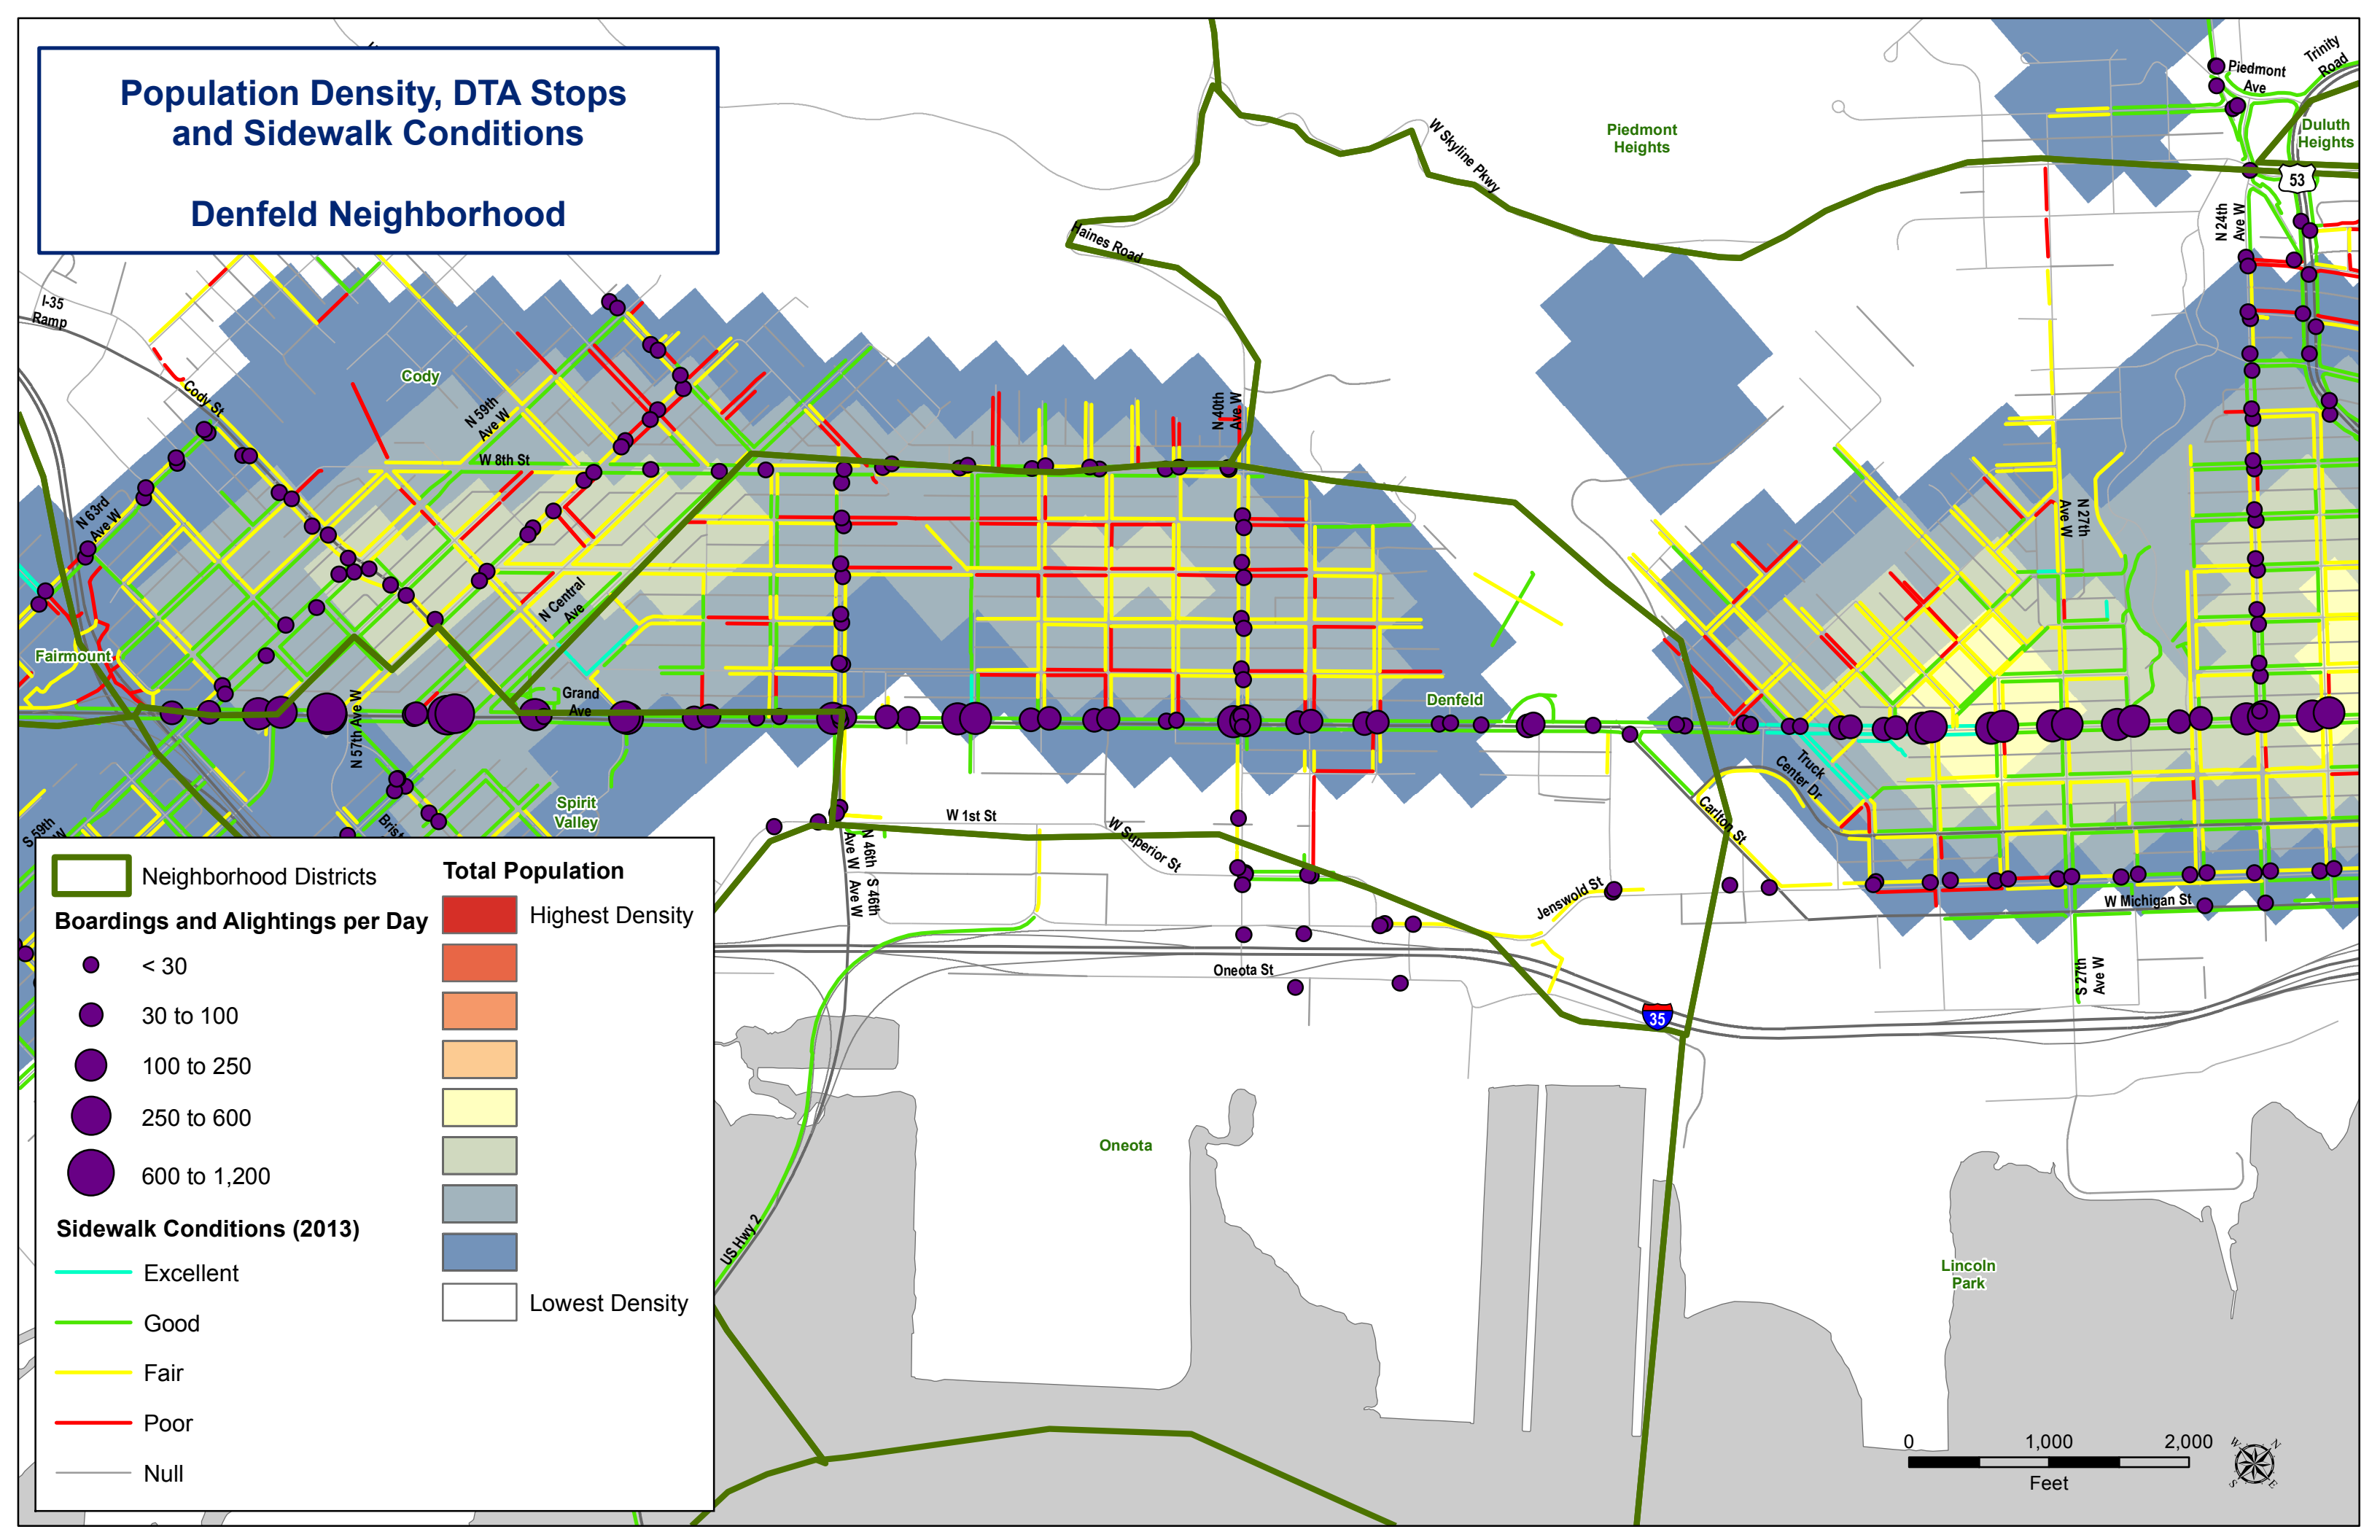 Population Density, DTA Stops
and Sidewalk Conditions
Denfeld Neighborhood
Piedmont
Ave
Trinity
Road
Duluth
Heights
53
Piedmont
Heights
W Skyline Pkwy
Haines Road
N 24th
Ave W
I-35
Ramp
Cody St
Cody
N 59th
Ave W
W 8th St
N 40th
Ave W
N 63rd
Ave W
N 27th
Ave W
N Central
Ave
Fairmount
Grand
Ave
Denfeld
N 57th Ave W
Truck
Center Dr
Carlton St
Spirit
Valley
W 1st St
W Superior St
S 59th
N 46th
Ave W
S 46th
Ave W
Jenswold St
W Michigan St
Oneota St
S 27th
Ave W
35
Oneota
US Hwy 2
Lincoln
Park
Neighborhood Districts
Boardings and Alightings per Day
< 30
30 to 100
100 to 250
250 to 600
600 to 1,200
Sidewalk Conditions (2013)
Excellent
Good
Fair
Poor
Null
Total Population
Highest Density
Lowest Density
0 1,000 2,000
Feet
W N
S E